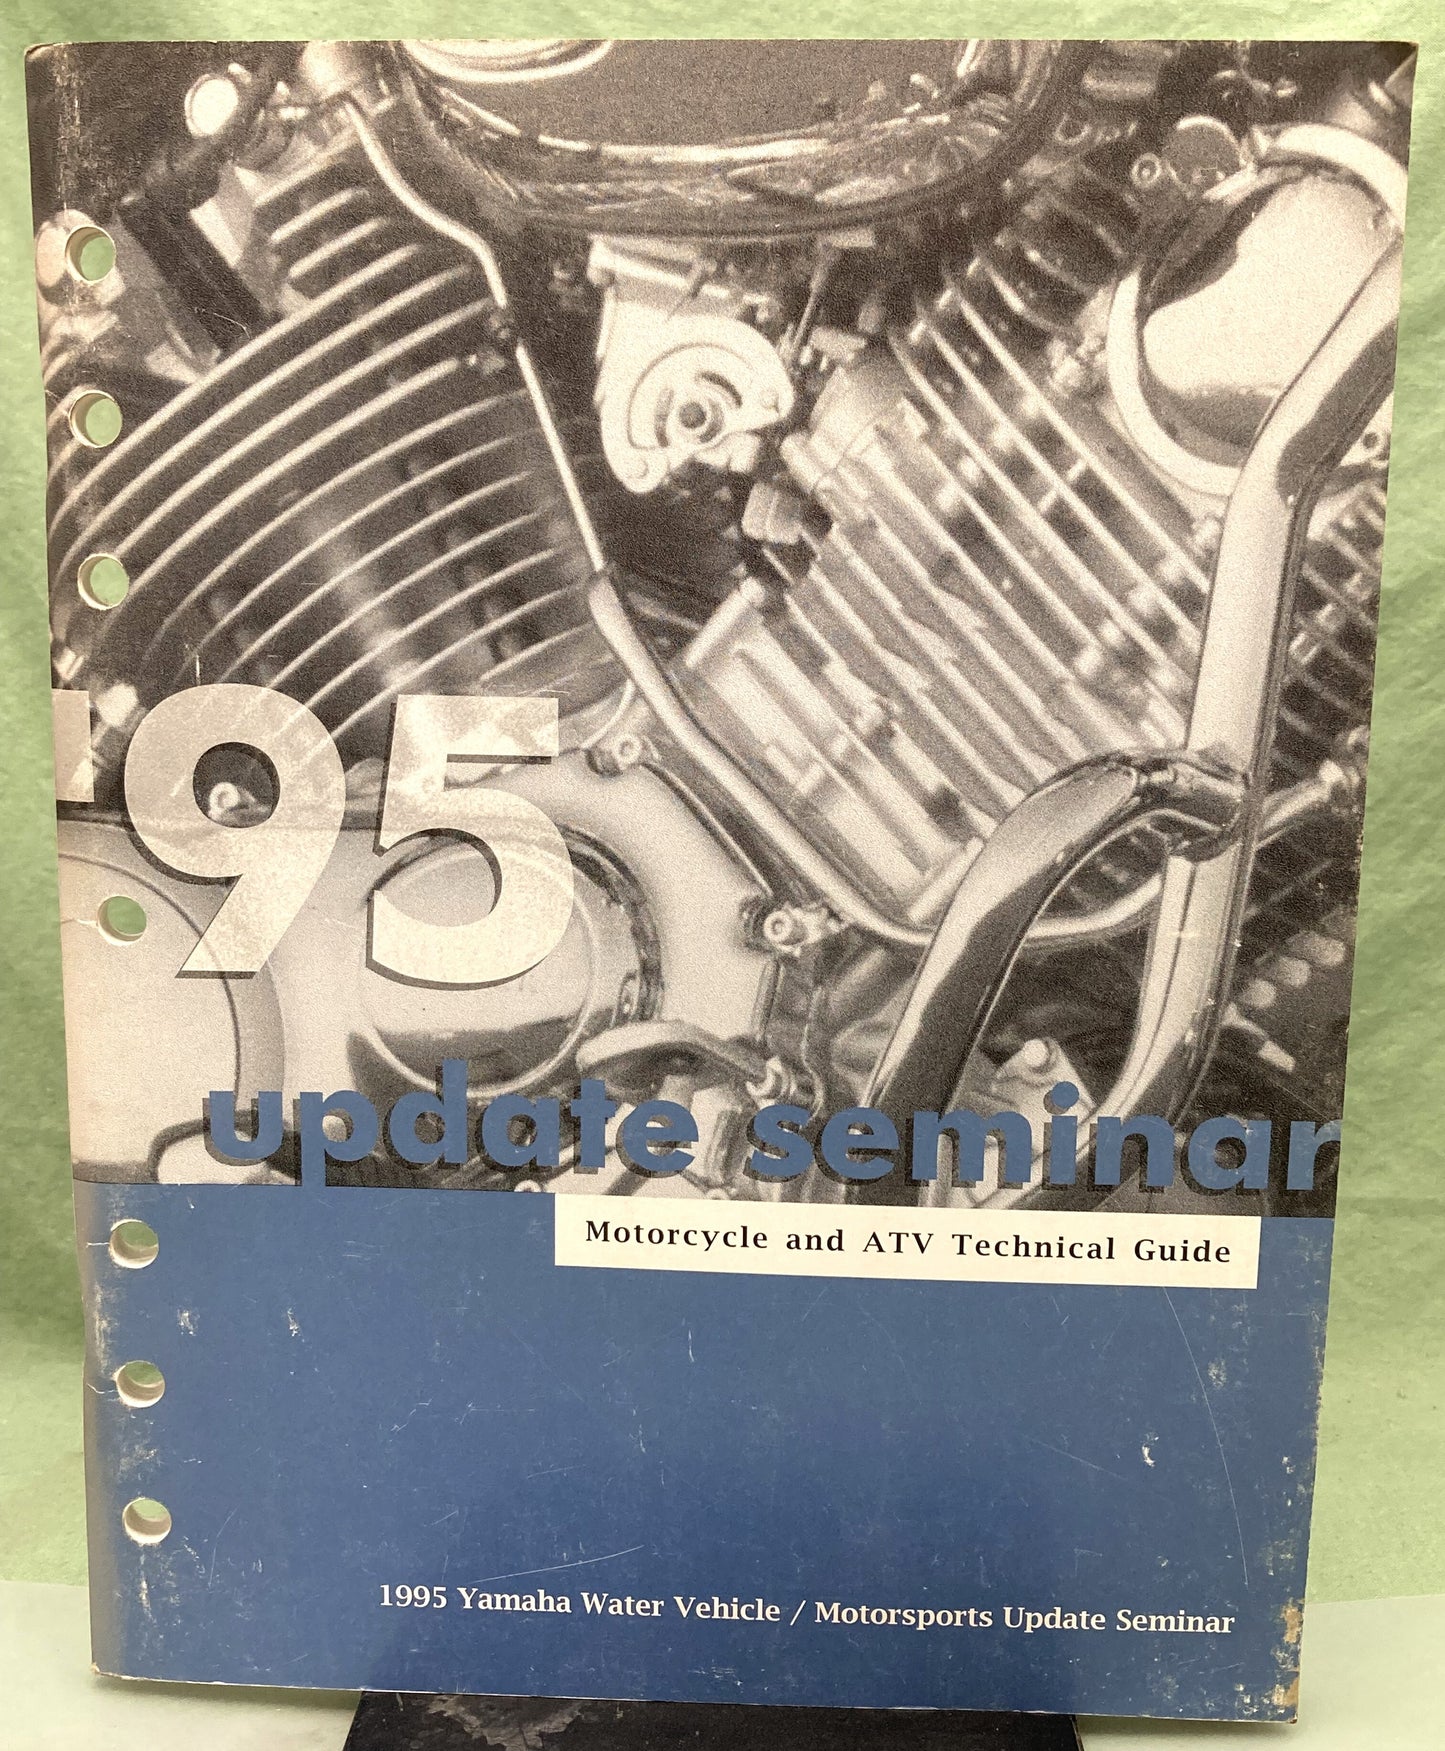 '95
update seminar
Motorcycle and ATV Technical Guide
1995 Yamaha Water Vehicle / Motorsports Update Seminar